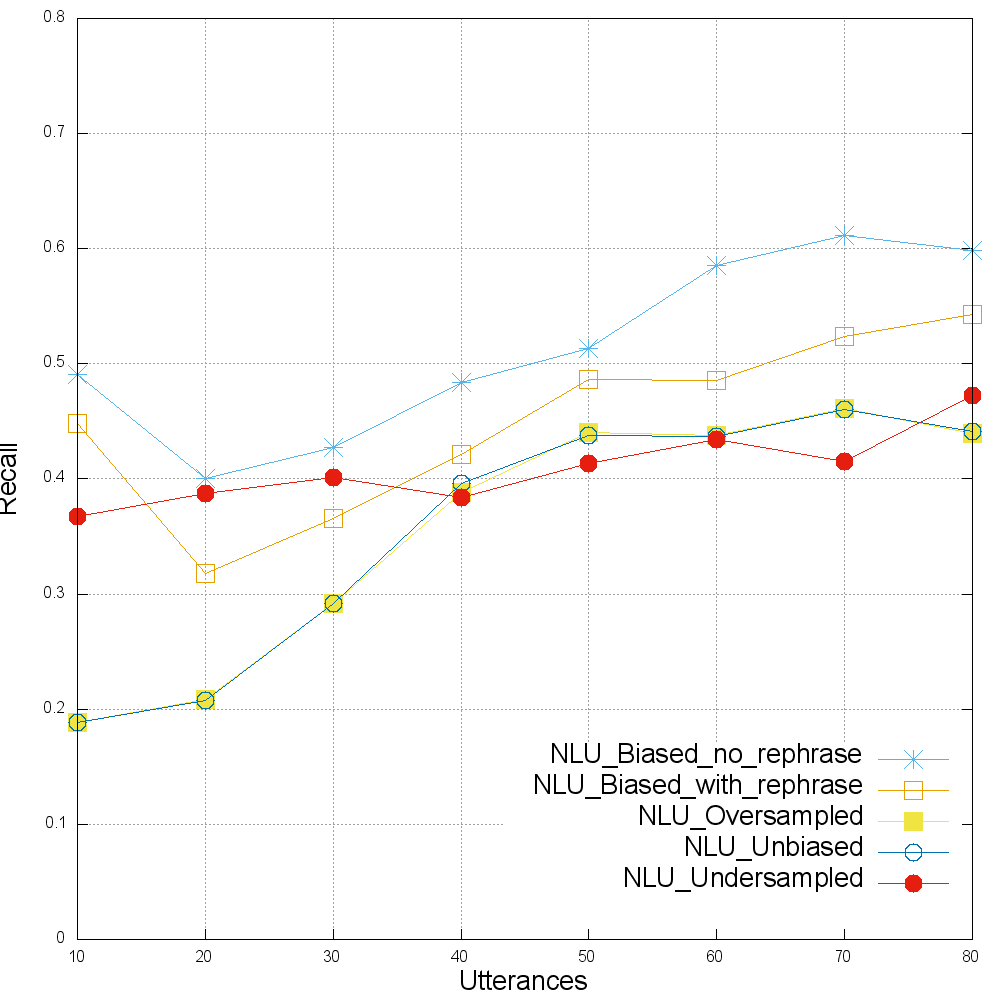 0.8
0.7
0.6
0.5
0.4
0.3
0.2
0.1
0
Recall
NLU_Biased_no_rephrase
NLU_Biased_with_rephrase
NLU_Oversampled
NLU_Unbiased
NLU_Undersampled
10 20 30 40 50 60 70 80
Utterances